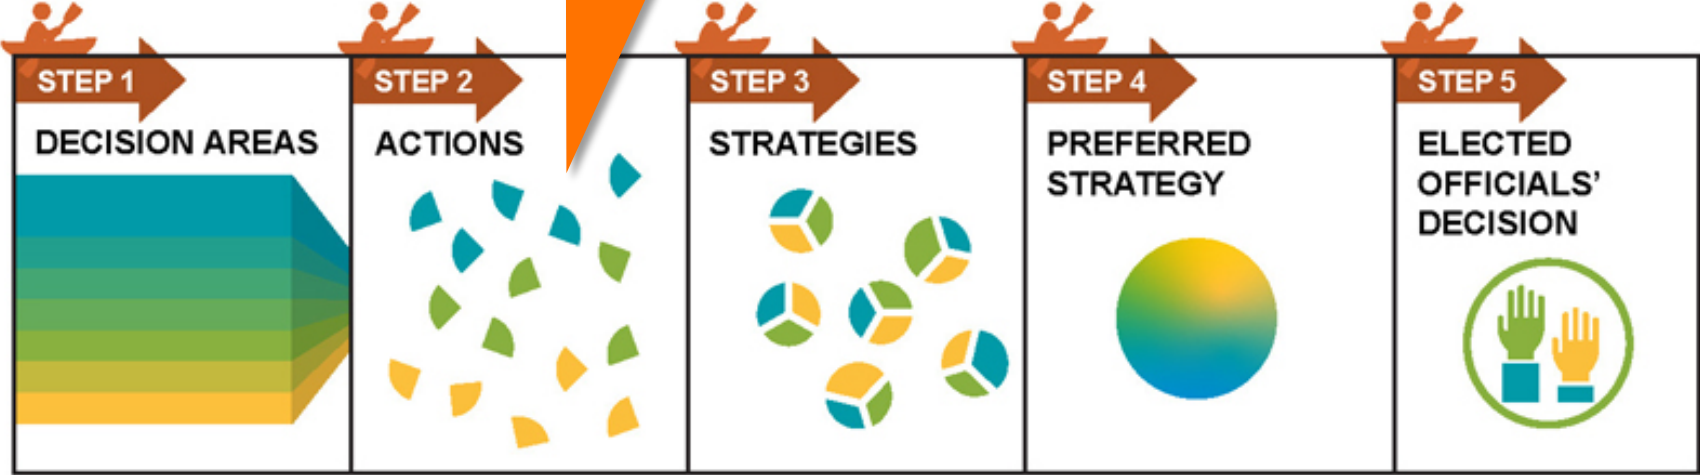 STEP 1
DECISION AREAS
STEP 2
ACTIONS
STEP 3
STRATEGIES
STEP 4
PREFERRED
STRATEGY
STEP 5
ELECTED
OFFICIALS’
DECISION